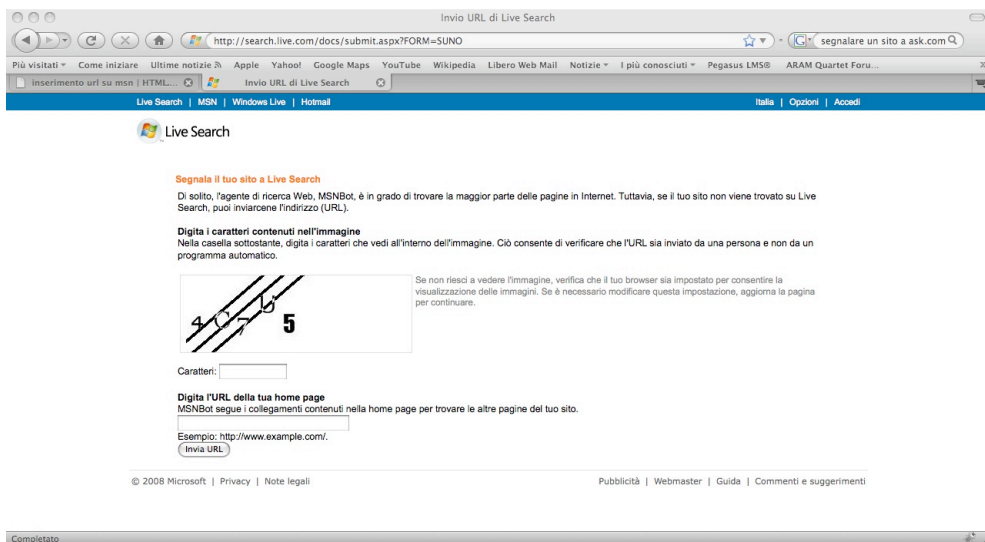 Invio URL di Live Search
http://search.live.com/docs/submit.aspx?FORM=SUNO
segnalare un sito a ask.com
Più visitati Come iniziare Ultime notizie Apple Yahoo! Google Maps YouTube Wikipedia Libero Web Mail Notizie I più conosciuti Pegasus LMS® ARAM Quartet Foru...
inserimento url su msn | HTML... Invio URL di Live Search
Live Search | MSN | Windows Live | Hotmail Italia | Opzioni | Accedi
Live Search
Segnala il tuo sito a Live Search
Di solito, l'agente di ricerca Web, MSNBot, è in grado di trovare la maggior parte delle pagine in Internet. Tuttavia, se il tuo sito non viene trovato su Live
Search, puoi inviarcene l'indirizzo (URL).
Digita i caratteri contenuti nell'immagine
Nella casella sottostante, digita i caratteri che vedi all'interno dell'immagine. Ciò consente di verificare che l'URL sia inviato da una persona e non da un
programma automatico.
4C7U5
Se non riesci a vedere l'immagine, verifica che il tuo browser sia impostato per consentire la
visualizzazione delle immagini. Se è necessario modificare questa impostazione, aggiorna la pagina
per continuare.
Caratteri:
Digita l'URL della tua home page
MSNBot segue i collegamenti contenuti nella home page per trovare le altre pagine del tuo sito.
Esempio: http://www.example.com/.
Invia URL
© 2008 Microsoft | Privacy | Note legali Pubblicità | Webmaster | Guida | Commenti e suggerimenti
Completato